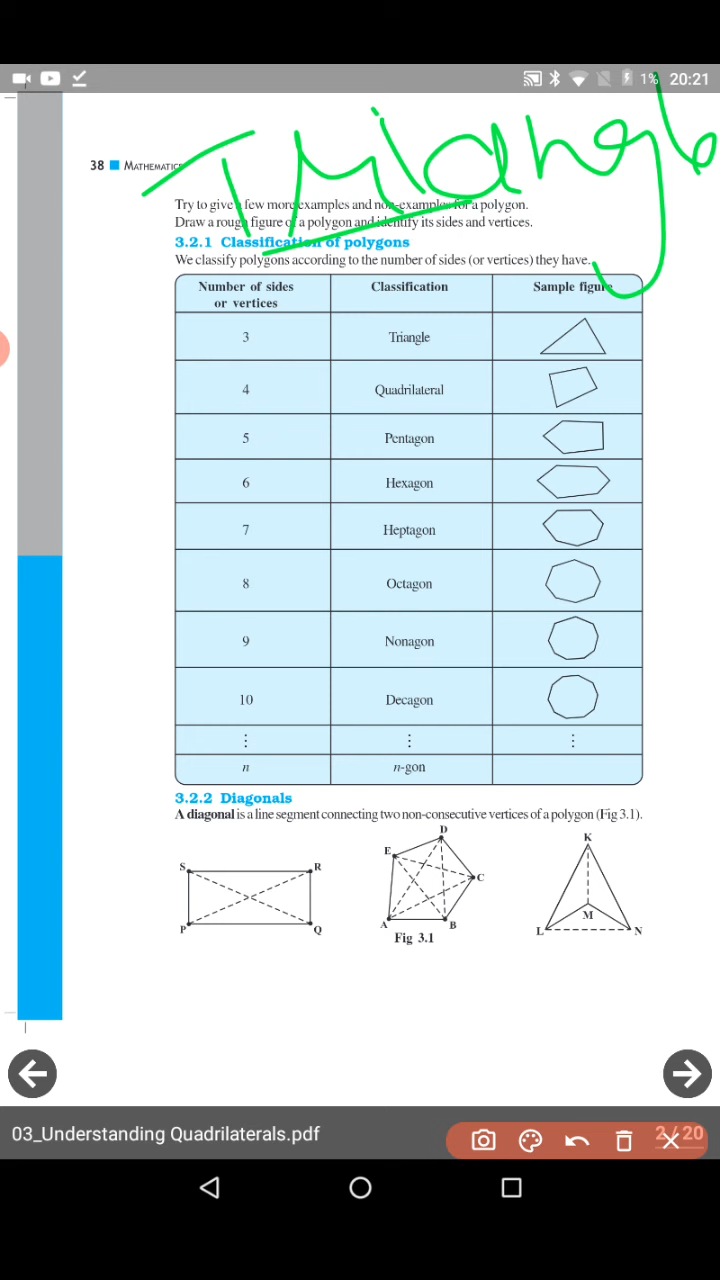 1% 20:21
38 MATHEMATICS
Triangle
Try to give a few more examples and non-examples for a polygon.
Draw a rough figure of a polygon and identify its sides and vertices.
3.2.1 Classification of polygons
We classify polygons according to the number of sides (or vertices) they have.
Number of sides or vertices Classification Sample figure
3 Triangle
4 Quadrilateral
5 Pentagon
6 Hexagon
7 Heptagon
8 Octagon
9 Nonagon
10 Decagon
⋮ ⋮ ⋮
n n-gon
3.2.2 Diagonals
A diagonal is a line segment connecting two non-consecutive vertices of a polygon (Fig 3.1).
S R P Q
D E C A B
K M L N
Fig 3.1
03_Understanding Quadrilaterals.pdf
2/20